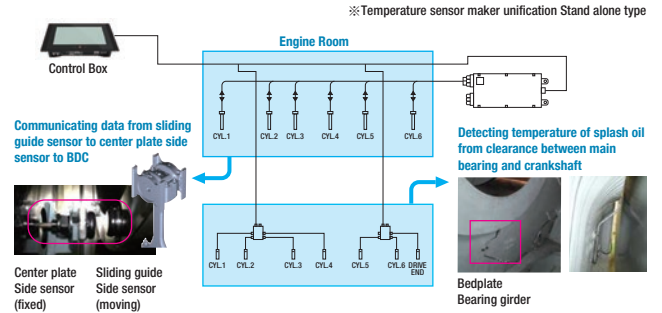 ※Temperature sensor maker unification Stand alone type
Engine Room
Control Box
CYL.1
CYL.2
CYL.3
CYL.4
CYL.5
CYL.6
Communicating data from sliding
guide sensor to center plate side
sensor to BDC
Detecting temperature of splash oil
from clearance between main
bearing and crankshaft
CYL.1
CYL.2
CYL.3
CYL.4
CYL.5
CYL.6
DRIVE
END
Center plate
Side sensor
(fixed)
Sliding guide
Side sensor
(moving)
Bedplate
Bearing girder